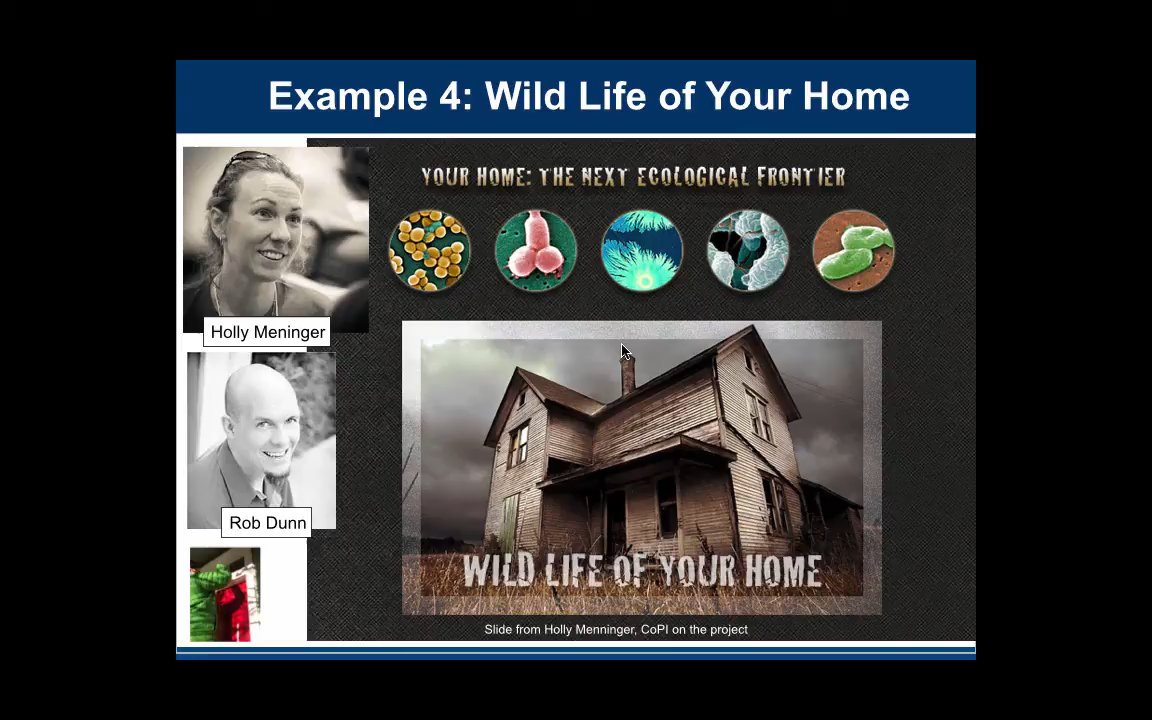 Example 4: Wild Life of Your Home
YOUR HOME: THE NEXT ECOLOGICAL FRONTIER
Holly Meninger
Rob Dunn
WILD LIFE OF YOUR HOME
Slide from Holly Menninger, CoPI on the project